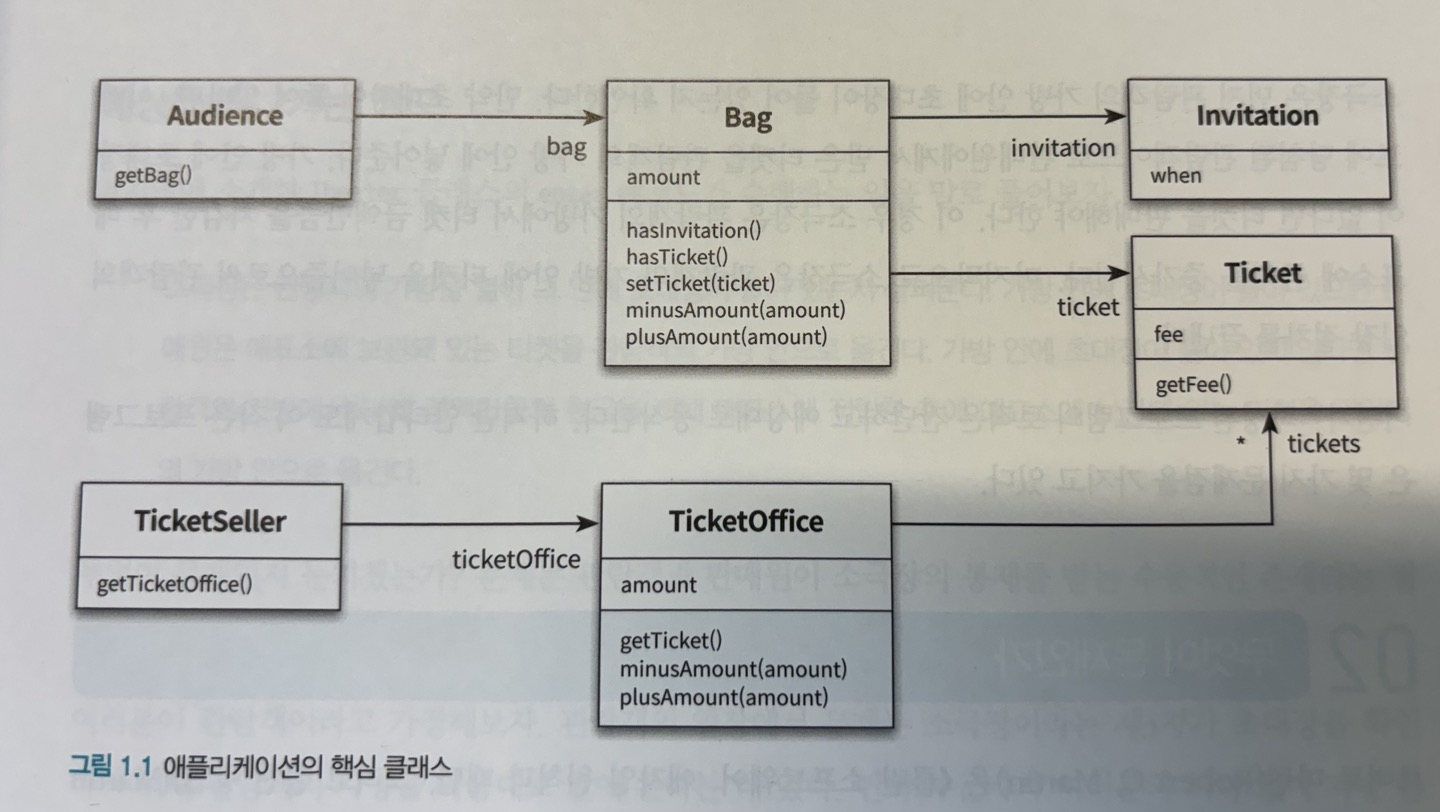 Audience
getBag()
bag
Bag
amount
hasInvitation()
hasTicket()
setTicket(ticket)
minusAmount(amount)
plusAmount(amount)
invitation
Invitation
when
ticket
Ticket
fee
getFee()
* tickets
TicketSeller
getTicketOffice()
ticketOffice
TicketOffice
amount
getTicket()
minusAmount(amount)
plusAmount(amount)
그림 1.1 애플리케이션의 핵심 클래스